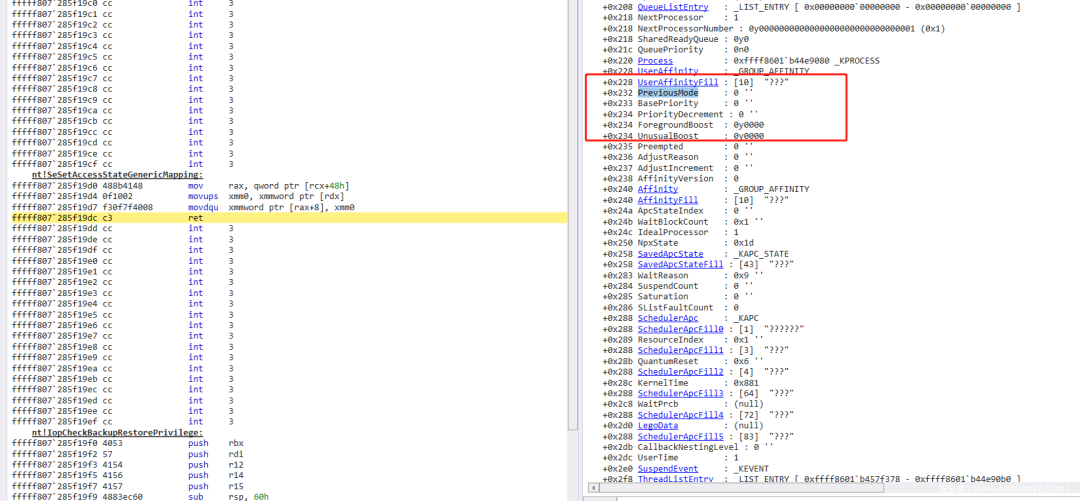 fffff807`285f19c0 cc              int     3
fffff807`285f19c1 cc              int     3
fffff807`285f19c2 cc              int     3
fffff807`285f19c3 cc              int     3
fffff807`285f19c4 cc              int     3
fffff807`285f19c5 cc              int     3
fffff807`285f19c6 cc              int     3
fffff807`285f19c7 cc              int     3
fffff807`285f19c8 cc              int     3
fffff807`285f19c9 cc              int     3
fffff807`285f19ca cc              int     3
fffff807`285f19cb cc              int     3
fffff807`285f19cc cc              int     3
fffff807`285f19cd cc              int     3
fffff807`285f19ce cc              int     3
fffff807`285f19cf cc              int     3
nt!SeSetAccessStateGenericMapping:
fffff807`285f19d0 488b4148        mov     rax, qword ptr [rcx+48h]
fffff807`285f19d4 0f1002          movups  xmm0, xmmword ptr [rdx]
fffff807`285f19d7 f30f7f4008      movdqu  xmmword ptr [rax+8], xmm0
fffff807`285f19dc c3              ret
fffff807`285f19dd cc              int     3
fffff807`285f19de cc              int     3
fffff807`285f19df cc              int     3
fffff807`285f19e0 cc              int     3
fffff807`285f19e1 cc              int     3
fffff807`285f19e2 cc              int     3
fffff807`285f19e3 cc              int     3
fffff807`285f19e4 cc              int     3
fffff807`285f19e5 cc              int     3
fffff807`285f19e6 cc              int     3
fffff807`285f19e7 cc              int     3
fffff807`285f19e8 cc              int     3
fffff807`285f19e9 cc              int     3
fffff807`285f19ea cc              int     3
fffff807`285f19eb cc              int     3
fffff807`285f19ec cc              int     3
fffff807`285f19ed cc              int     3
fffff807`285f19ee cc              int     3
fffff807`285f19ef cc              int     3
nt!IopCheckBackupRestorePrivilege:
fffff807`285f19f0 4053            push    rbx
fffff807`285f19f2 57              push    rdi
fffff807`285f19f3 4154            push    r12
fffff807`285f19f5 4156            push    r14
fffff807`285f19f7 4157            push    r15
fffff807`285f19f9 4883ec60        sub     rsp, 60h
+0x208 QueueListEntry   : _LIST_ENTRY [ 0x00000000`00000000 - 0x00000000`00000000 ]
+0x218 NextProcessor    : 1
+0x218 NextProcessorNumber : 0y0000000000000000000000000000001 (0x1)
+0x218 SharedReadyQueue : 0y0
+0x21c QueuePriority    : 0n0
+0x220 Process          : 0xffff8601`b44e9080 _KPROCESS
+0x228 UserAffinity     : _GROUP_AFFINITY
+0x228 UserAffinityFill : [10]  "???"
+0x232 PreviousMode     : 0 ''
+0x233 BasePriority     : 0 ''
+0x234 PriorityDecrement : 0 ''
+0x234 ForegroundBoost  : 0y0000
+0x234 UnusualBoost     : 0y0000
+0x235 Preempted        : 0 ''
+0x236 AdjustReason     : 0 ''
+0x237 AdjustIncrement  : 0 ''
+0x238 AffinityVersion  : 0
+0x240 Affinity         : _GROUP_AFFINITY
+0x240 AffinityFill     : [10]  "???"
+0x24a ApcStateIndex    : 0 ''
+0x24b WaitBlockCount   : 0x1 ''
+0x24c IdealProcessor   : 1
+0x250 NpxState         : 0x1d
+0x258 SavedApcState    : _KAPC_STATE
+0x258 SavedApcStateFill : [43]  "???"
+0x283 WaitReason       : 0x9 ''
+0x284 SuspendCount     : 0 ''
+0x285 Saturation       : 0 ''
+0x286 SListFaultCount  : 0
+0x288 SchedulerApc     : _KAPC
+0x288 SchedulerApcFill0 : [1]  "??????"
+0x289 ResourceIndex    : 0x1 ''
+0x288 SchedulerApcFill1 : [3]  "???"
+0x28b QuantumReset     : 0x6 ''
+0x288 SchedulerApcFill2 : [4]  "???"
+0x28c KernelTime       : 0x881
+0x288 SchedulerApcFill3 : [64]  "???"
+0x2c8 WaitPrcb         : (null)
+0x288 SchedulerApcFill4 : [72]  "???"
+0x2d0 LegoData         : (null)
+0x288 SchedulerApcFill5 : [83]  "???"
+0x2db CallbackNestingLevel : 0 ''
+0x2dc UserTime         : 1
+0x2e0 SuspendEvent     : _KEVENT
+0x2f8 ThreadListEntry  : _LIST_ENTRY [ 0xffff8601`b457f378 - 0xffff8601`b44e90b0 ]